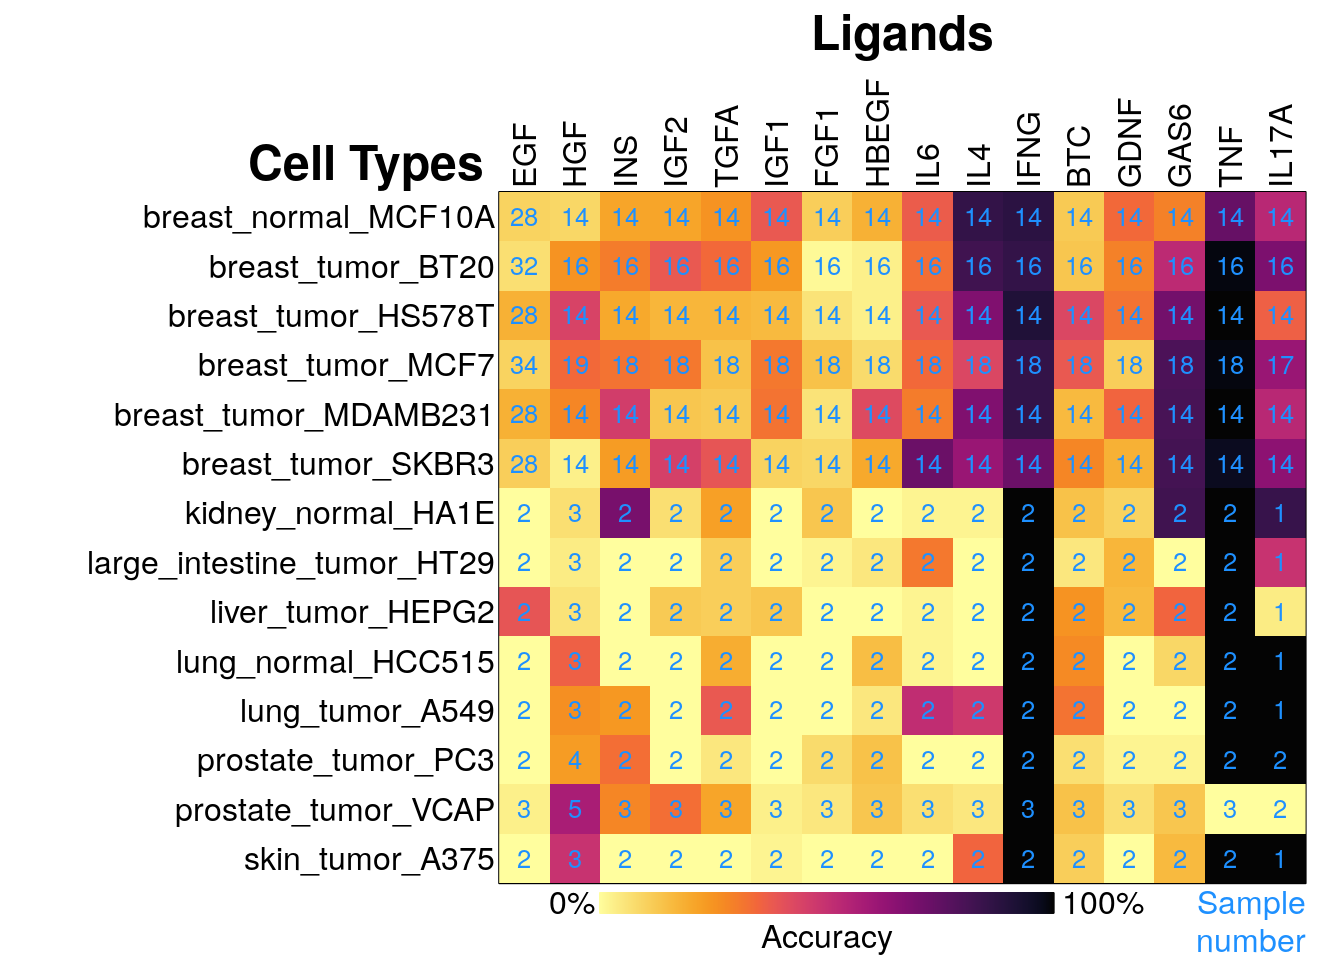 Ligands
Cell Types EGF HGF INS IGF2 TGFA IGF1 FGF1 HBEGF IL6 IL4 IFNG BTC GDNF GAS6 TNF IL17A
breast_normal_MCF10A 28 14 14 14 14 14 14 14 14 14 14 14 14 14 14 14
breast_tumor_BT20 32 16 16 16 16 16 16 16 16 16 16 16 16 16 16 16
breast_tumor_HS578T 28 14 14 14 14 14 14 14 14 14 14 14 14 14 14 14
breast_tumor_MCF7 34 19 18 18 18 18 18 18 18 18 18 18 18 18 18 17
breast_tumor_MDAMB231 28 14 14 14 14 14 14 14 14 14 14 14 14 14 14 14
breast_tumor_SKBR3 28 14 14 14 14 14 14 14 14 14 14 14 14 14 14 14
kidney_normal_HA1E 2 3 2 2 2 2 2 2 2 2 2 2 2 2 2 1
large_intestine_tumor_HT29 2 3 2 2 2 2 2 2 2 2 2 2 2 2 2 1
liver_tumor_HEPG2 2 3 2 2 2 2 2 2 2 2 2 2 2 2 2 1
lung_normal_HCC515 2 3 2 2 2 2 2 2 2 2 2 2 2 2 2 1
lung_tumor_A549 2 3 2 2 2 2 2 2 2 2 2 2 2 2 2 1
prostate_tumor_PC3 2 4 2 2 2 2 2 2 2 2 2 2 2 2 2 2
prostate_tumor_VCAP 3 5 3 3 3 3 3 3 3 3 3 3 3 3 3 2
skin_tumor_A375 2 3 2 2 2 2 2 2 2 2 2 2 2 2 2 1
0% 100% Sample
Accuracy number